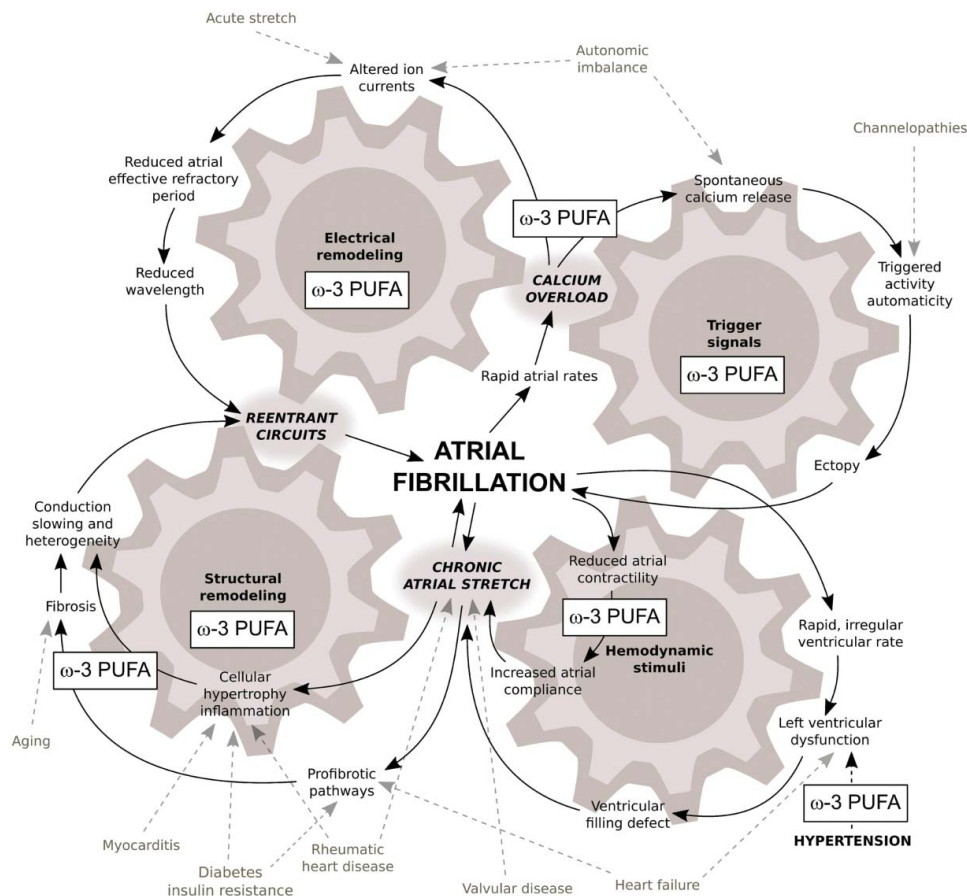 Acute stretch
Autonomic
imbalance
Altered ion
currents
Channelopathies
Reduced atrial
effective refractory
period
Spontaneous
calcium release
ω-3 PUFA
Electrical
remodeling
ω-3 PUFA
Reduced
wavelength
CALCIUM
OVERLOAD
Triggered
activity
automaticity
Trigger
signals
ω-3 PUFA
Rapid atrial rates
REENTRANT
CIRCUITS
ATRIAL
FIBRILLATION
Ectopy
Conduction
slowing and
heterogeneity
CHRONIC
ATRIAL STRETCH
Reduced atrial
contractility
Structural
remodeling
ω-3 PUFA
Fibrosis
ω-3 PUFA
Rapid, irregular
ventricular rate
Hemodynamic
stimuli
ω-3 PUFA
Cellular
hypertrophy
inflammation
Increased atrial
compliance
Aging
Left ventricular
dysfunction
Profibrotic
pathways
Ventricular
filling defect
ω-3 PUFA
HYPERTENSION
Myocarditis
Rheumatic
heart disease
Diabetes
insulin resistance
Valvular disease
Heart failure